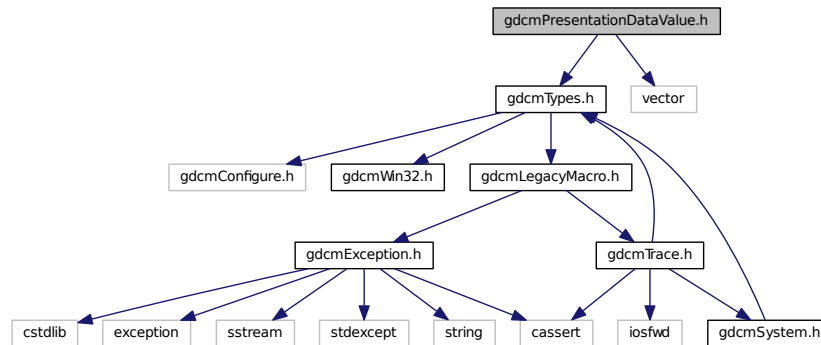 gdcmPresentationDataValue.h
gdcmTypes.h
vector
gdcmConfigure.h
gdcmWin32.h
gdcmLegacyMacro.h
gdcmException.h
gdcmTrace.h
cstdlib
exception
sstream
stdexcept
string
cassert
iosfwd
gdcmSystem.h